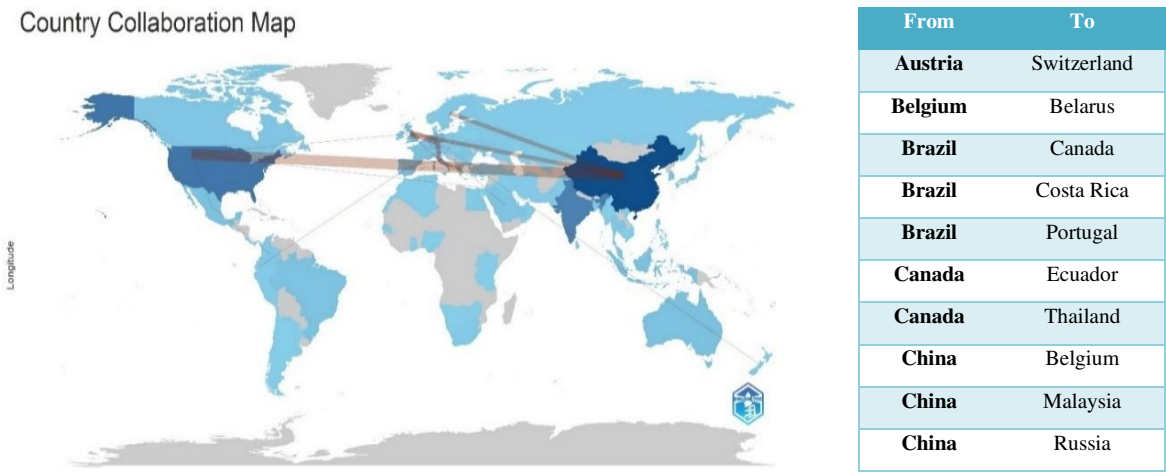 Country Collaboration Map
Longitude
From To
Austria Switzerland
Belgium Belarus
Brazil Canada
Brazil Costa Rica
Brazil Portugal
Canada Ecuador
Canada Thailand
China Belgium
China Malaysia
China Russia